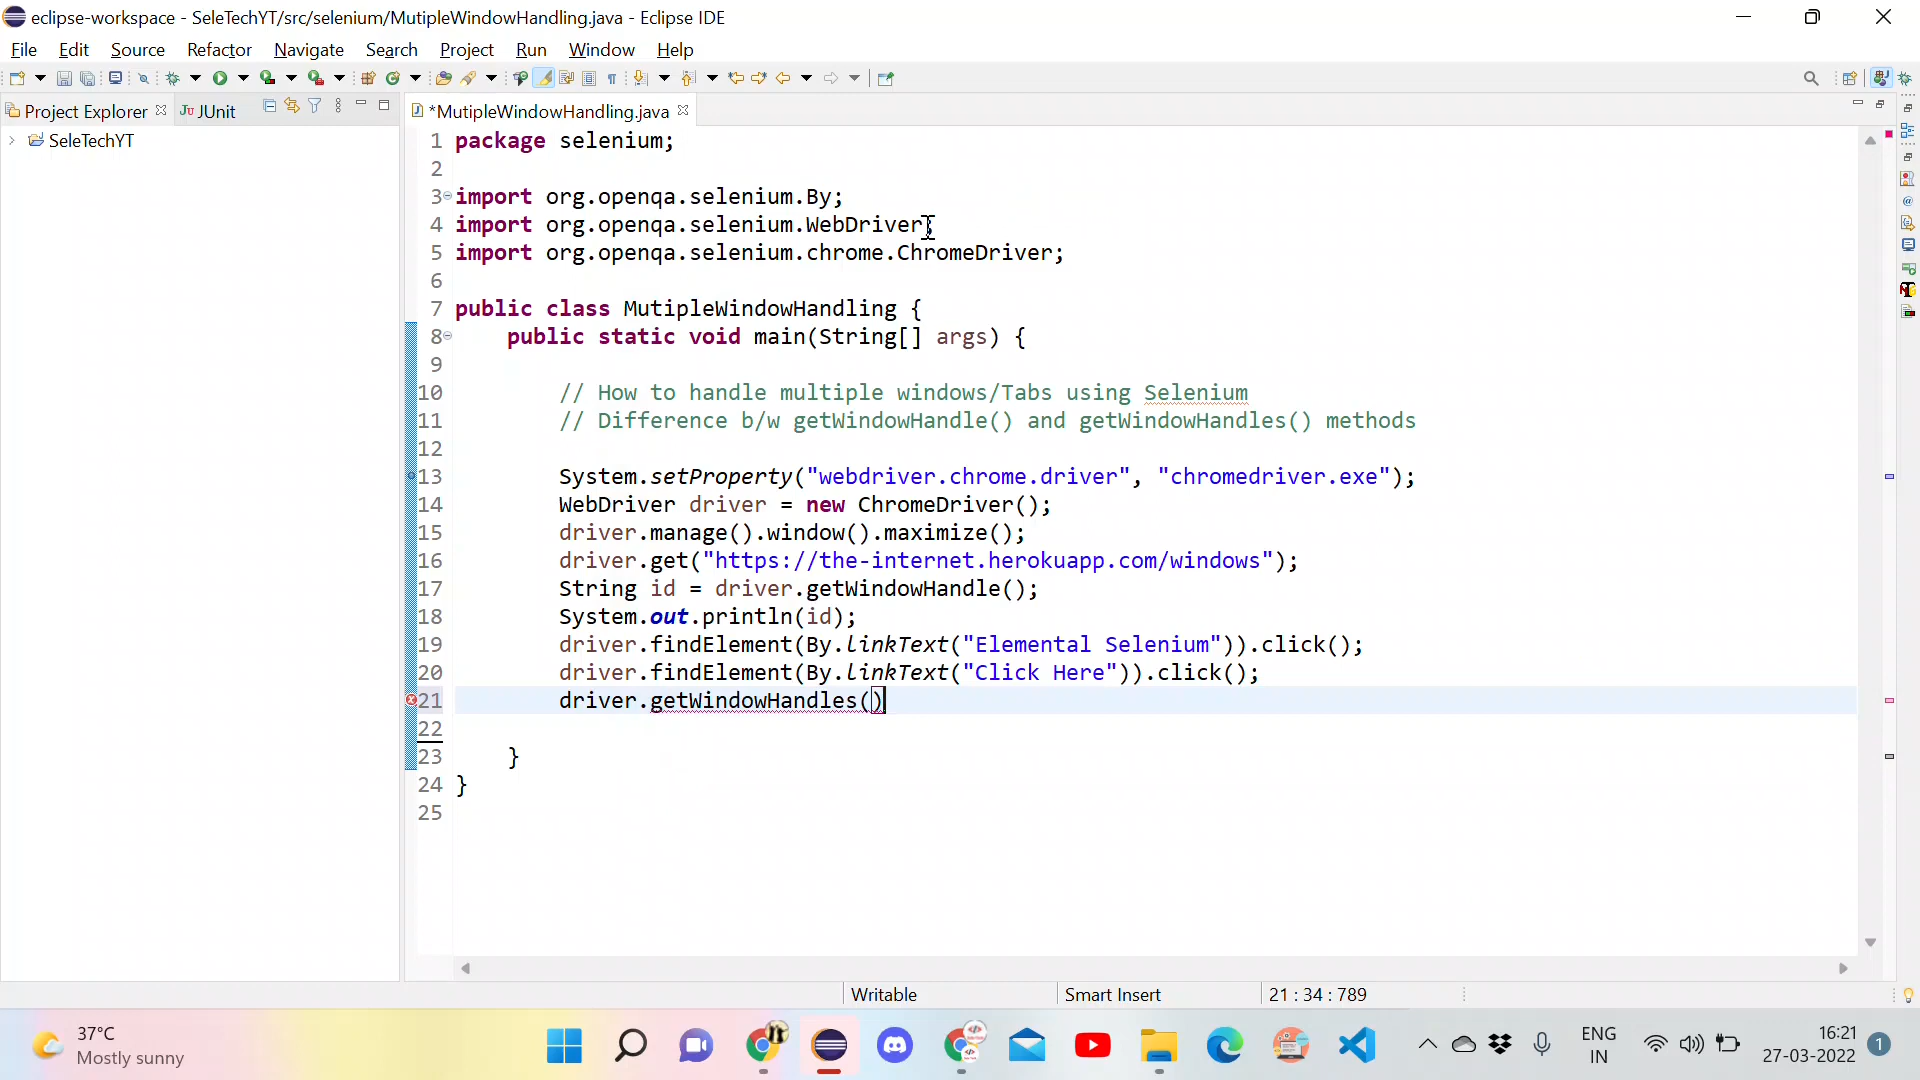 eclipse-workspace - SeleTechYT/src/selenium/MutipleWindowHandling.java - Eclipse IDE
File Edit Source Refactor Navigate Search Project Run Window Help
Project Explorer JUnit *MutipleWindowHandling.java
SeleTechYT
1 package selenium;
2
3 import org.openqa.selenium.By;
4 import org.openqa.selenium.WebDriver;
5 import org.openqa.selenium.chrome.ChromeDriver;
6
7 public class MutipleWindowHandling {
8 public static void main(String[] args) {
9
10 // How to handle multiple windows/Tabs using Selenium
11 // Difference b/w getWindowHandle() and getWindowHandles() methods
12
13 System.setProperty("webdriver.chrome.driver", "chromedriver.exe");
14 WebDriver driver = new ChromeDriver();
15 driver.manage().window().maximize();
16 driver.get("https://the-internet.herokuapp.com/windows");
17 String id = driver.getWindowHandle();
18 System.out.println(id);
19 driver.findElement(By.linkText("Elemental Selenium")).click();
20 driver.findElement(By.linkText("Click Here")).click();
21 driver.getWindowHandles()
22
23 }
24 }
25
Writable Smart Insert 21 : 34 : 789
37°C
Mostly sunny
ENG
IN
16:21
27-03-2022
1